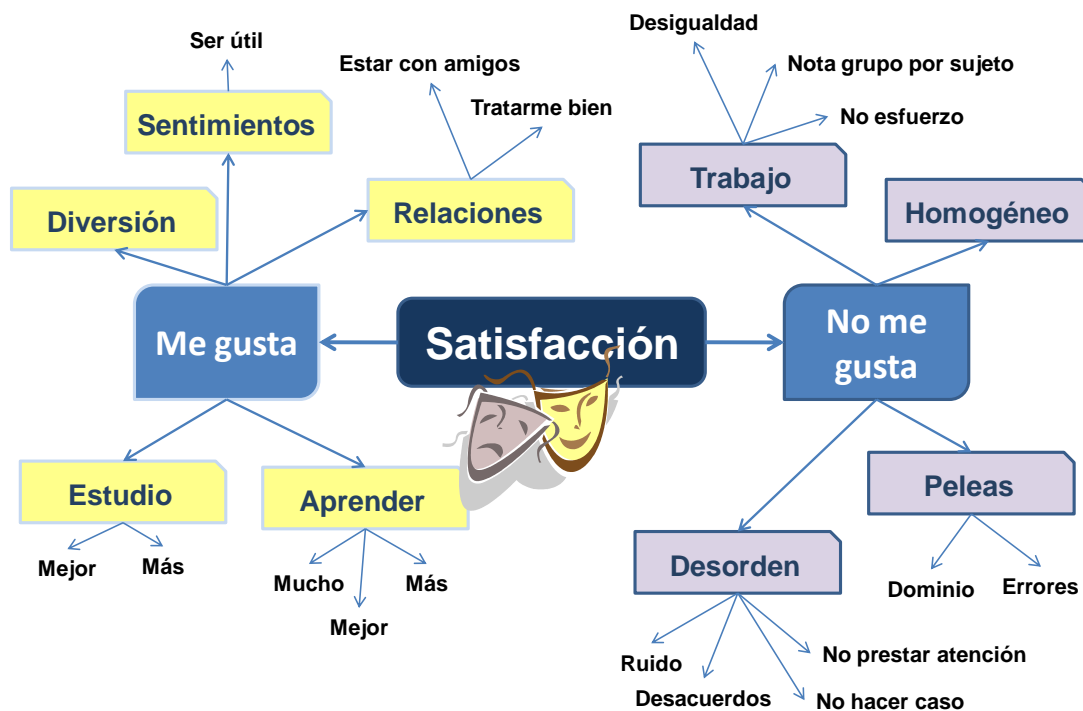 Ser útil
Sentimientos
Estar con amigos
Tratarme bien
Diversión
Relaciones
Me gusta
Estudio
Mejor
Más
Aprender
Mucho
Mejor
Más
Satisfacción
Desigualdad
Nota grupo por sujeto
No esfuerzo
Trabajo
Homogéneo
No me
gusta
Peleas
Dominio
Errores
Desorden
Ruido
Desacuerdos
No prestar atención
No hacer caso